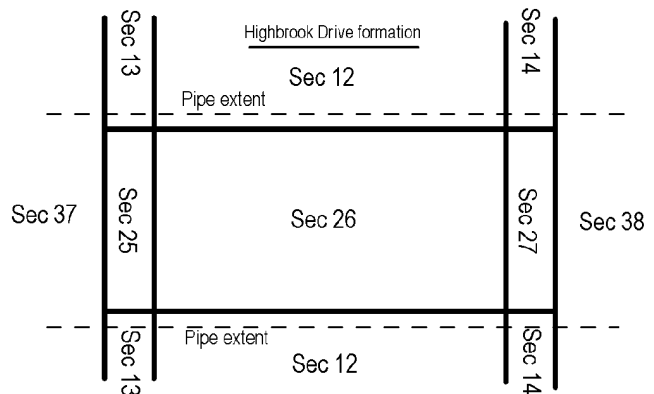 Highbrook Drive formation
Sec 13
Sec 12
Sec 14
Pipe extent
Sec 37
Sec 25
Sec 26
Sec 27
Sec 38
Pipe extent
Sec 13
Sec 12
Sec 14